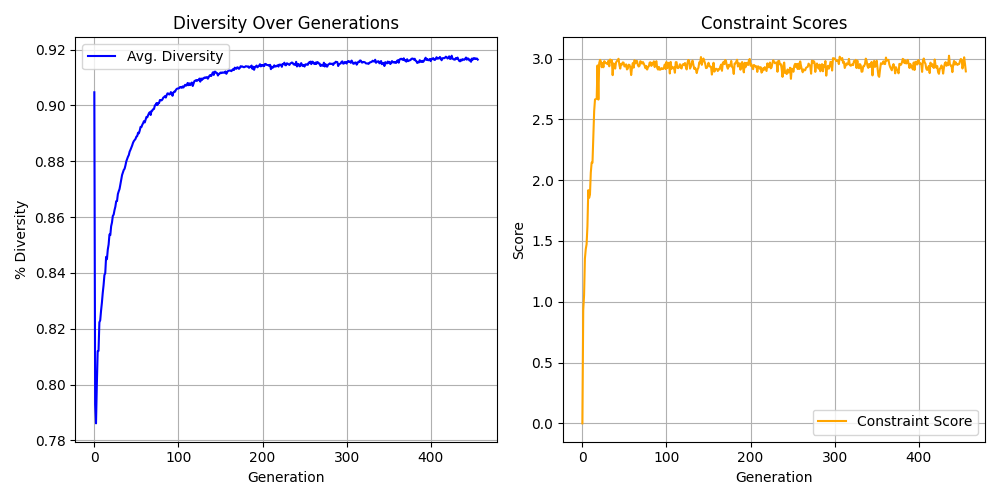 Diversity Over Generations
Avg. Diversity
% Diversity
0.92
0.90
0.88
0.86
0.84
0.82
0.80
0.78
0 100 200 300 400
Generation
Constraint Scores
Score
3.0
2.5
2.0
1.5
1.0
0.5
0.0
Constraint Score
0 100 200 300 400
Generation